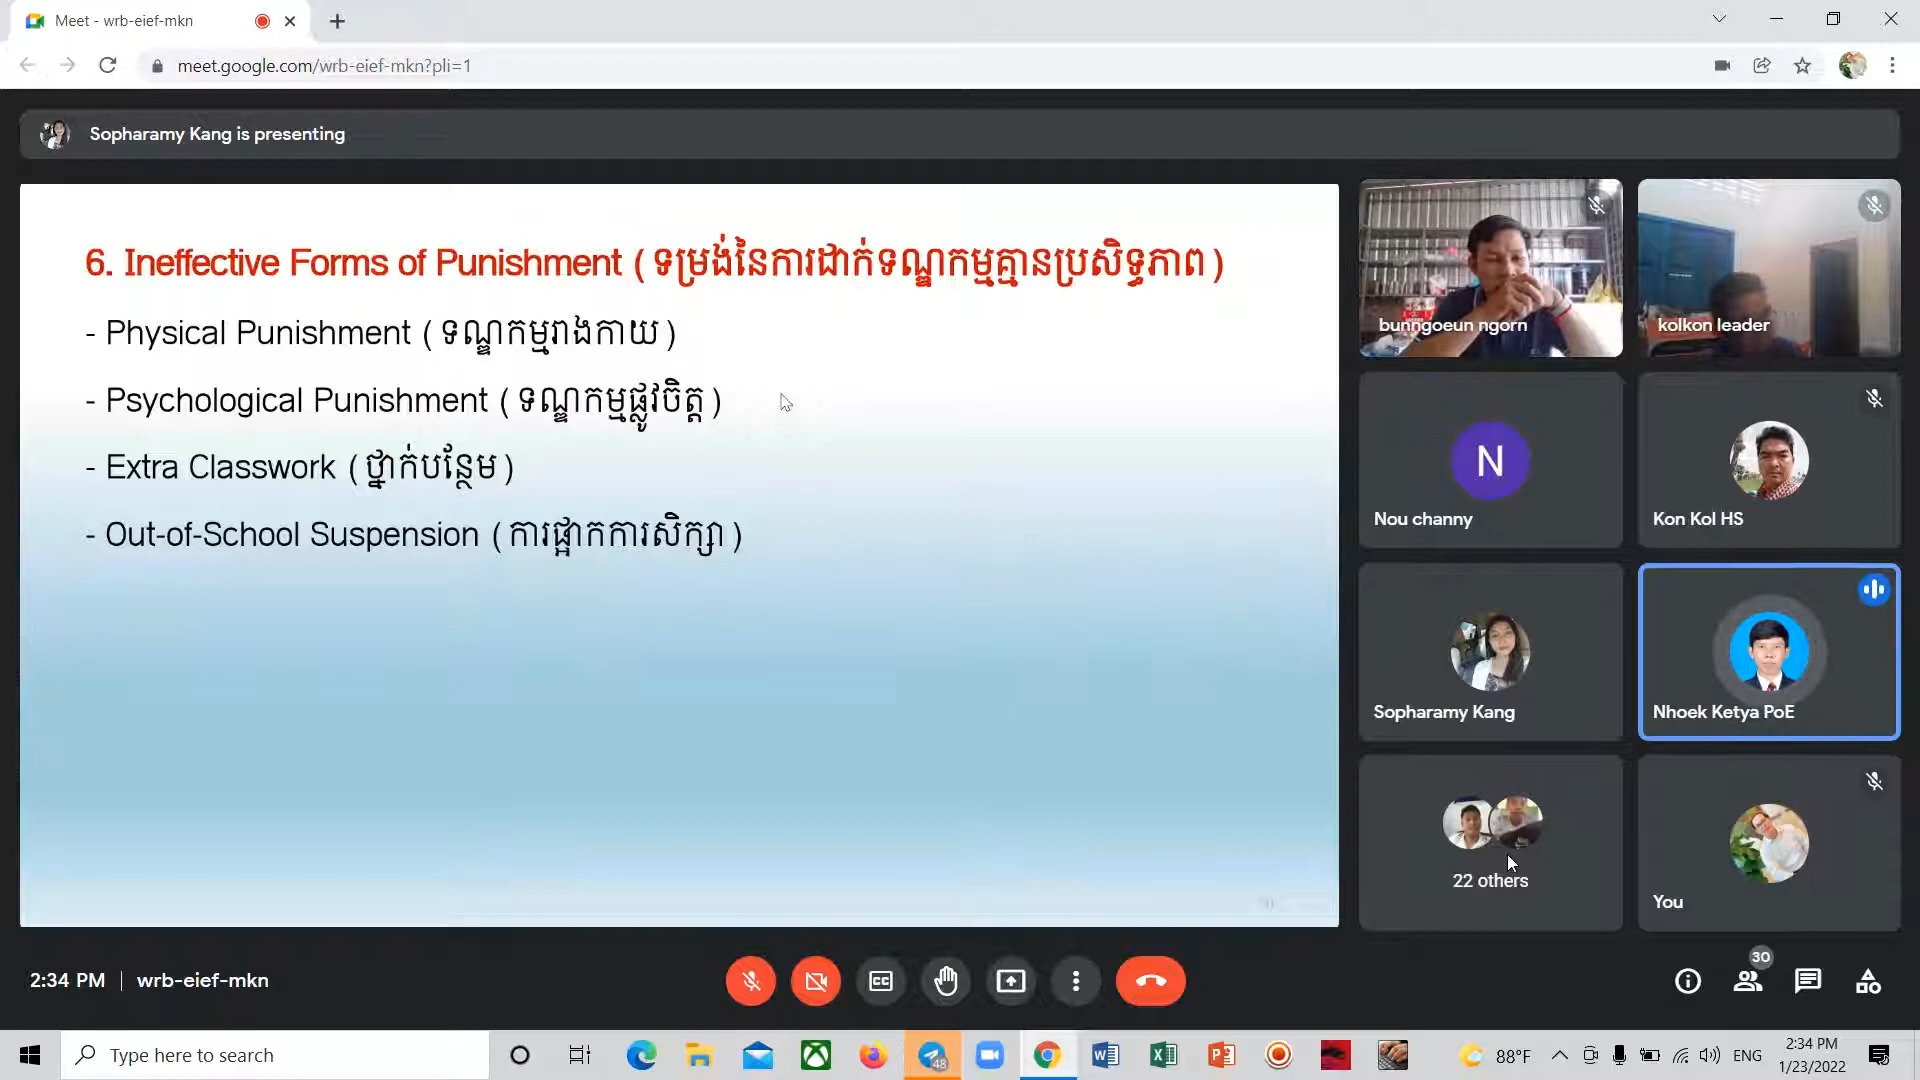 Meet - wrb-eief-mkn
meet.google.com/wrb-eief-mkn?pli=1
Sopharamy Kang is presenting
6. Ineffective Forms of Punishment (ទម្រង់នៃការដាក់ទណ្ឌកម្មគ្មានប្រសិទ្ធភាព)
- Physical Punishment (ទណ្ឌកម្មរាងកាយ)
- Psychological Punishment (ទណ្ឌកម្មផ្លូវចិត្ត)
- Extra Classwork (ថ្នាក់បន្ថែម)
- Out-of-School Suspension (ការផ្អាកការសិក្សា)
bunngoeun ngorn
kolkon leader
N
Nou channy
Kon Kol HS
Sopharamy Kang
Nhoek Ketya PoE
22 others
You
2:34 PM | wrb-eief-mkn
30
Type here to search
48
88°F
ENG
2:34 PM
1/23/2022